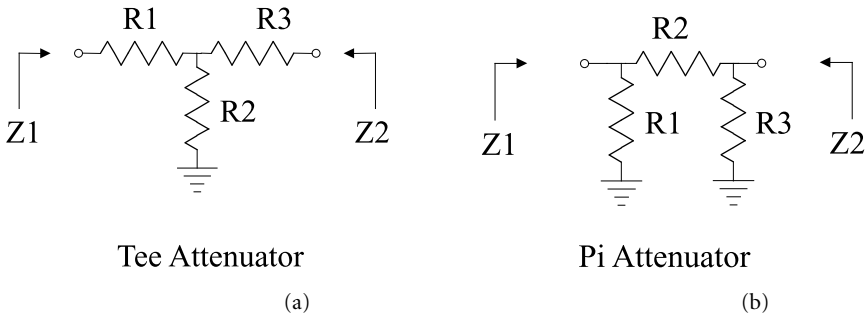 R1
R3
R2
Z1
Z2
Tee Attenuator
(a)
R2
R1
R3
Z1
Z2
Pi Attenuator
(b)